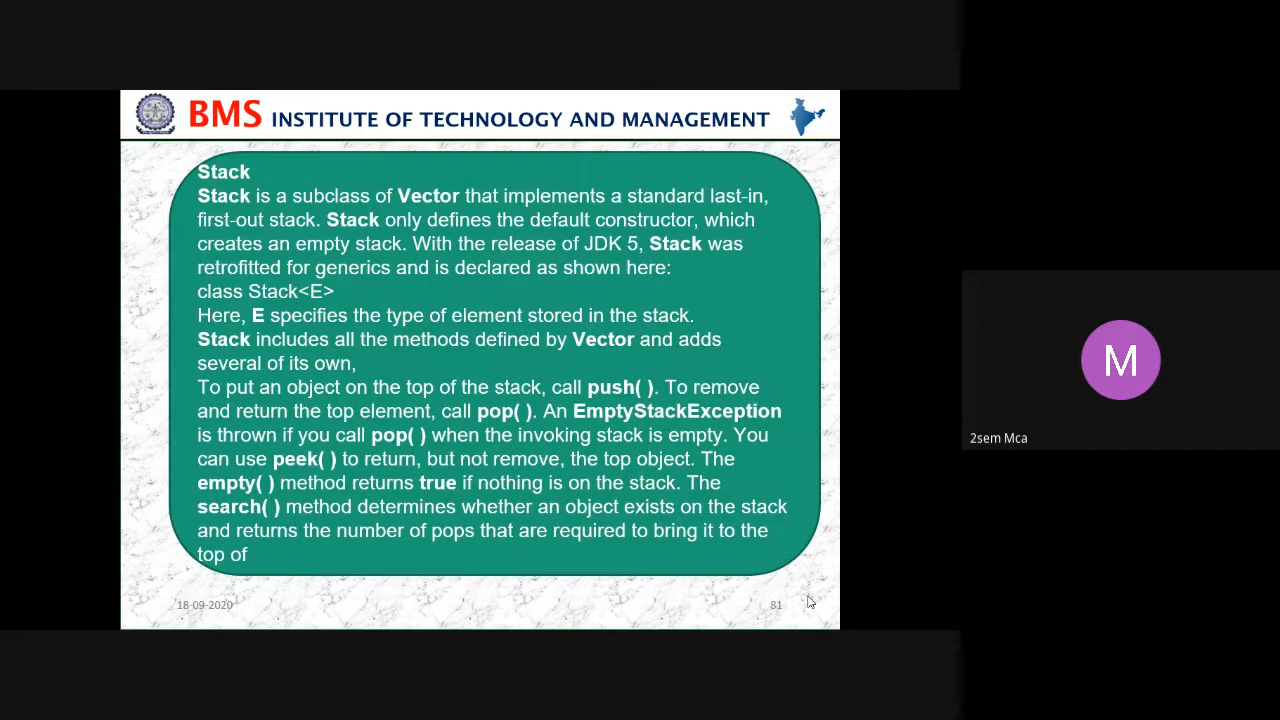 BMS INSTITUTE OF TECHNOLOGY AND MANAGEMENT
Stack
Stack is a subclass of Vector that implements a standard last-in,
first-out stack. Stack only defines the default constructor, which
creates an empty stack. With the release of JDK 5, Stack was
retrofitted for generics and is declared as shown here:
class Stack<E>
Here, E specifies the type of element stored in the stack.
Stack includes all the methods defined by Vector and adds
several of its own,
To put an object on the top of the stack, call push( ). To remove
and return the top element, call pop( ). An EmptyStackException
is thrown if you call pop( ) when the invoking stack is empty. You
can use peek( ) to return, but not remove, the top object. The
empty( ) method returns true if nothing is on the stack. The
search( ) method determines whether an object exists on the stack
and returns the number of pops that are required to bring it to the
top of
18-09-2020
81
M
2sem Mca